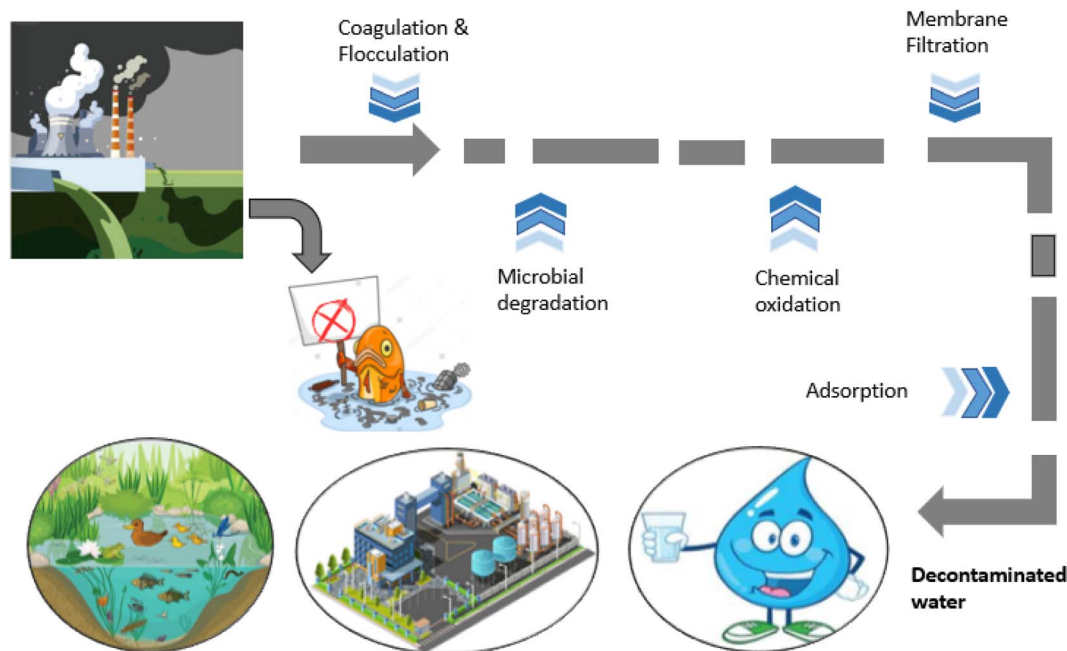 Coagulation &
Flocculation
Membrane
Filtration
Microbial
degradation
Chemical
oxidation
Adsorption
Decontaminated
water